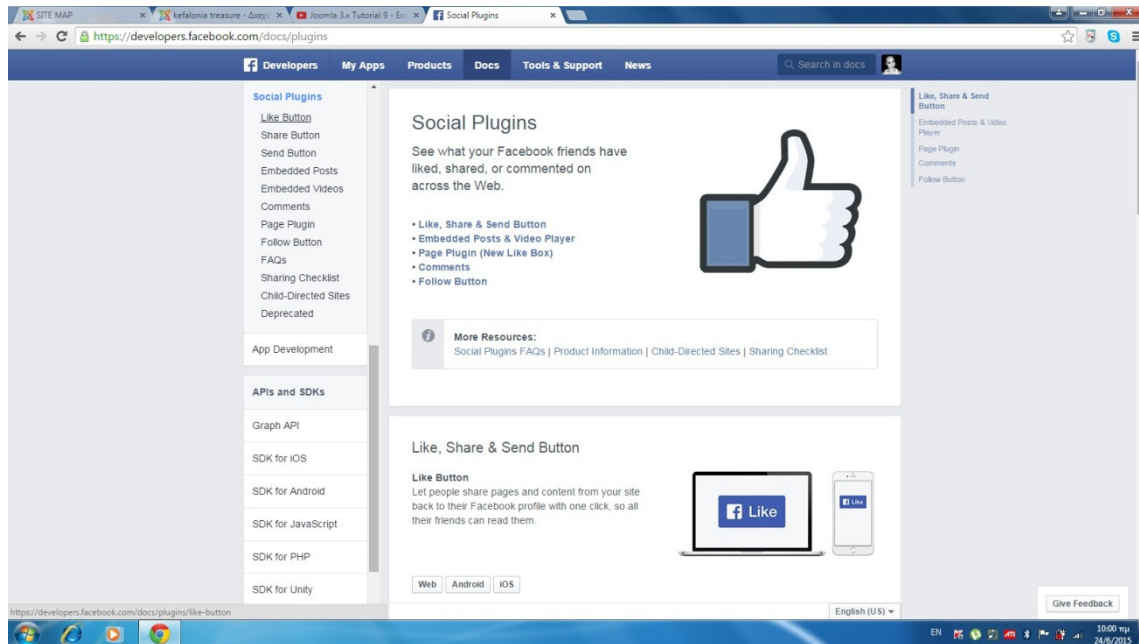 SITE MAP
kefalonia treasure - Διαχε
Joomla 3.x Tutorial 9 - Ext
Social Plugins
https://developers.facebook.com/docs/plugins
Developers My Apps Products Docs Tools & Support News Search in docs
Social Plugins
Like Button
Share Button
Send Button
Embedded Posts
Embedded Videos
Comments
Page Plugin
Follow Button
FAQs
Sharing Checklist
Child-Directed Sites
Deprecated
App Development
APIs and SDKs
Graph API
SDK for iOS
SDK for Android
SDK for JavaScript
SDK for PHP
SDK for Unity
Social Plugins
See what your Facebook friends have
liked, shared, or commented on
across the Web.
• Like, Share & Send Button
• Embedded Posts & Video Player
• Page Plugin (New Like Box)
• Comments
• Follow Button
More Resources:
Social Plugins FAQs | Product Information | Child-Directed Sites | Sharing Checklist
Like, Share & Send Button
Like Button
Let people share pages and content from your site
back to their Facebook profile with one click, so all
their friends can read them.
Like
Like
Web Android iOS
Like, Share & Send
Button
Embedded Posts & Video
Player
Page Plugin
Comments
Follow Button
English (US)
Give Feedback
https://developers.facebook.com/docs/plugins/like-button
EN
10:00 πμ
24/6/2015